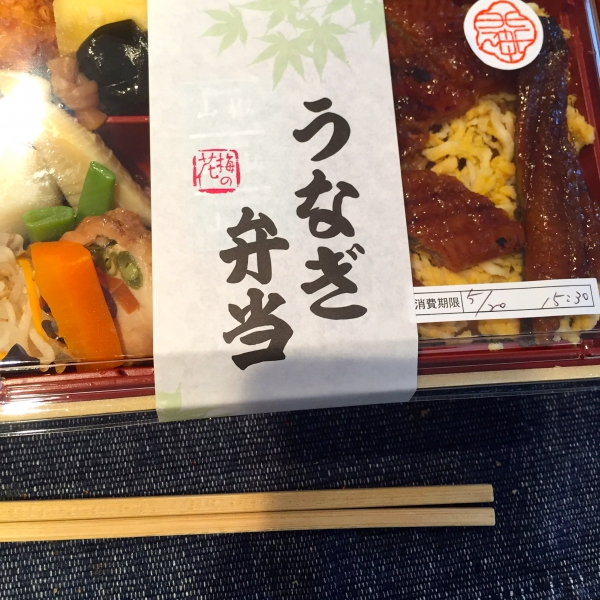 うなぎ
弁当
梅の
花
消費期限 5/20 15:30